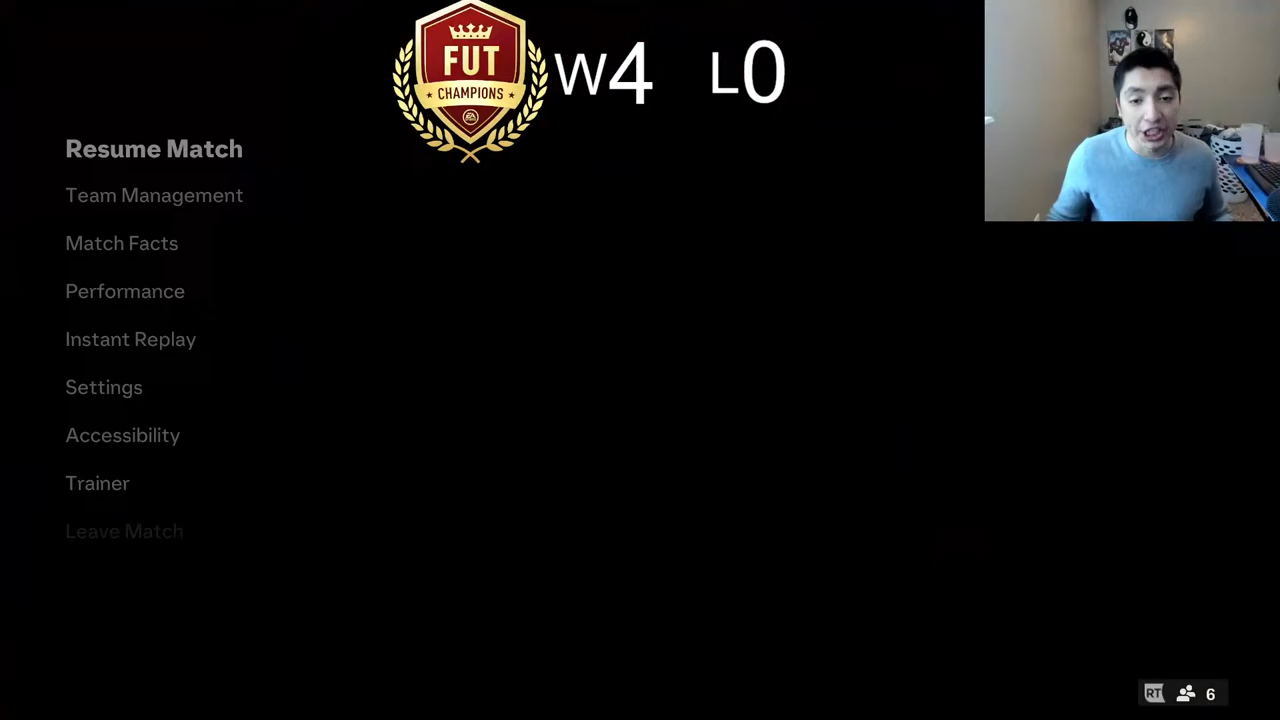 FUT
CHAMPIONS
EA
W4 L0
Resume Match
Team Management
Match Facts
Performance
Instant Replay
Settings
Accessibility
Trainer
Leave Match
RT 6